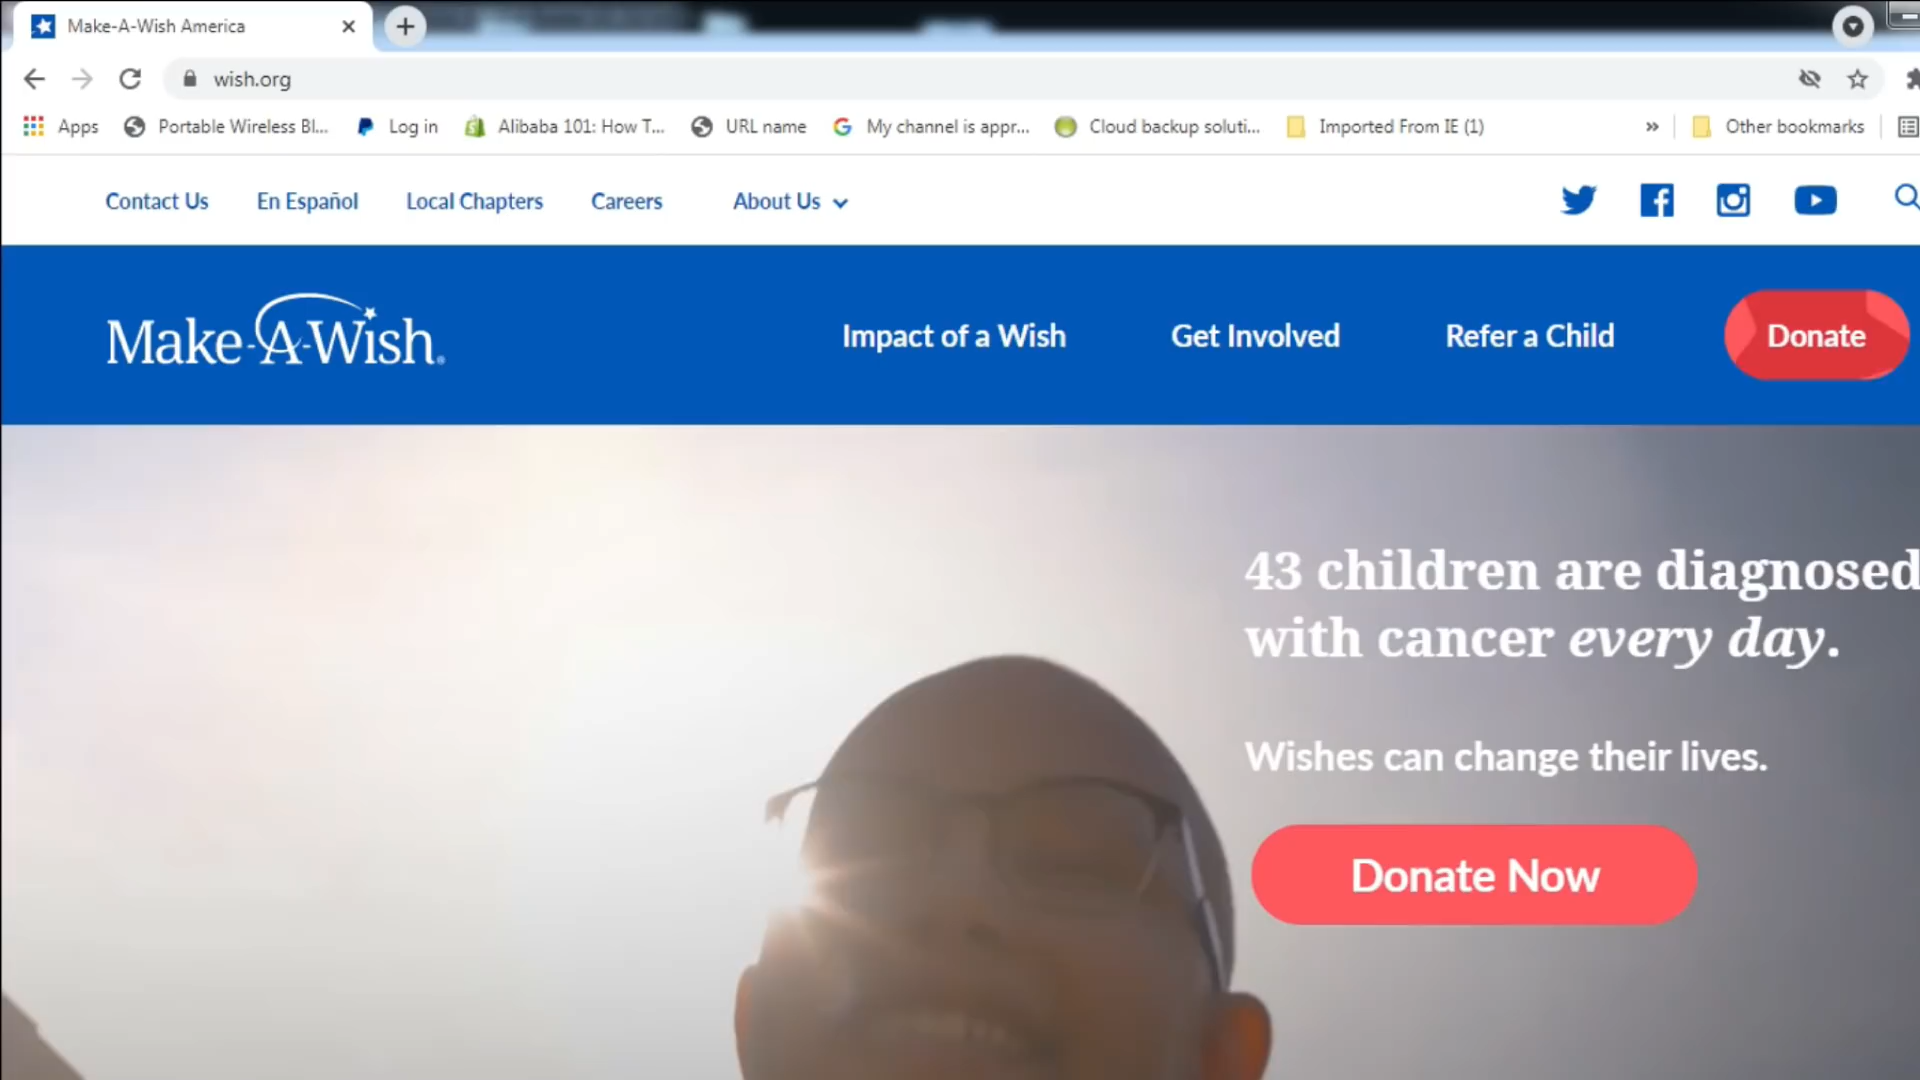 Make-A-Wish America
wish.org
Apps Portable Wireless Bl... Log in Alibaba 101: How T... URL name My channel is appr... Cloud backup soluti... Imported From IE (1) » Other bookmarks
Contact Us En Español Local Chapters Careers About Us
Make-A-Wish® Impact of a Wish Get Involved Refer a Child Donate
43 children are diagnosed
with cancer every day.
Wishes can change their lives.
Donate Now